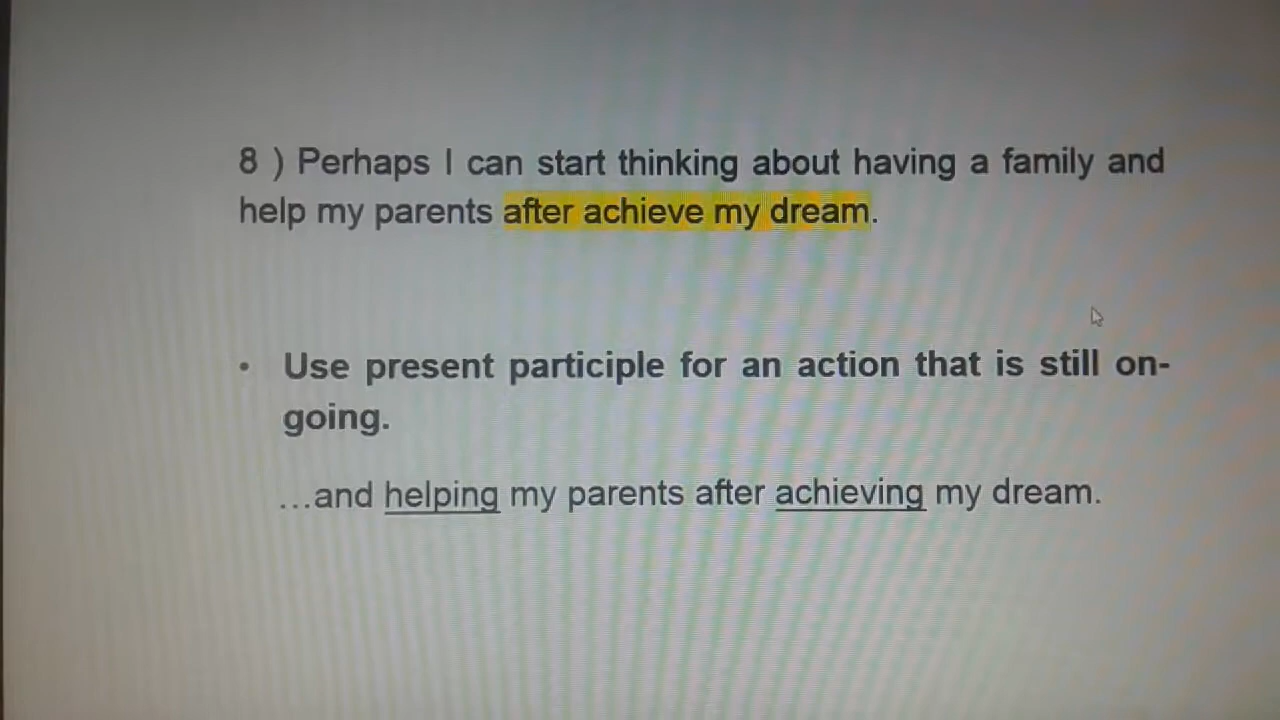 8 ) Perhaps I can start thinking about having a family and
help my parents after achieve my dream.
• Use present participle for an action that is still on-
going.
...and helping my parents after achieving my dream.